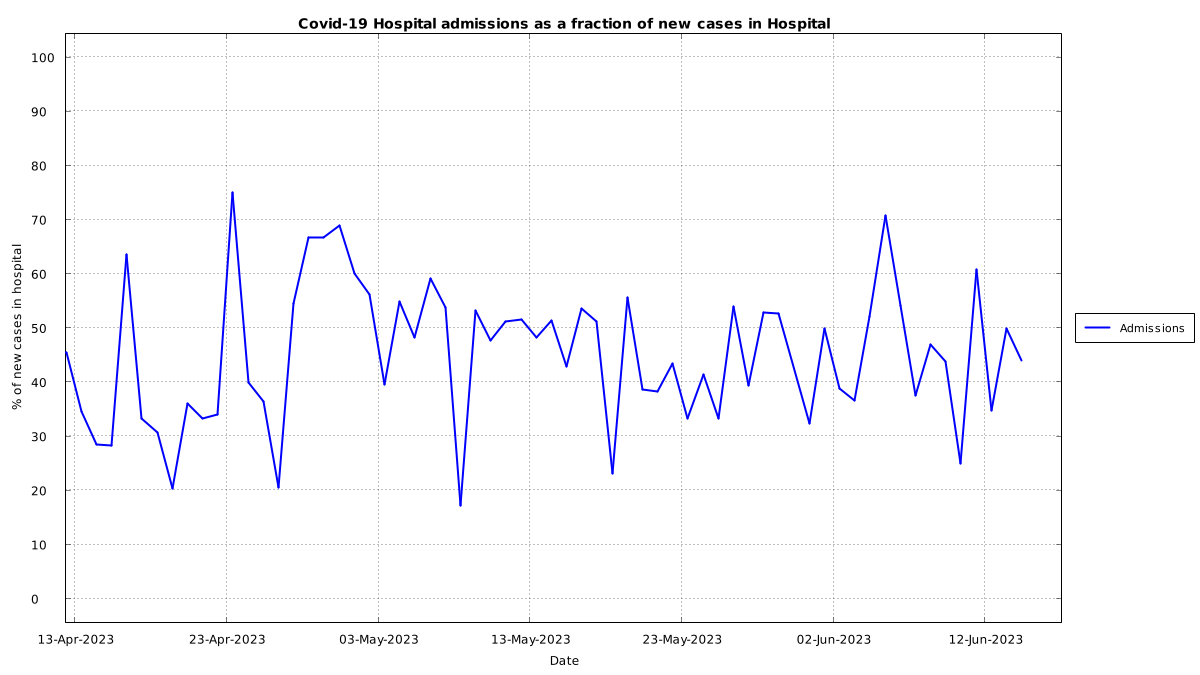 Covid-19 Hospital admissions as a fraction of new cases in Hospital
100
90
80
70
60
50
40
30
20
10
0
% of new cases in hospital
13-Apr-2023 23-Apr-2023 03-May-2023 13-May-2023 23-May-2023 02-Jun-2023 12-Jun-2023
Date
Admissions